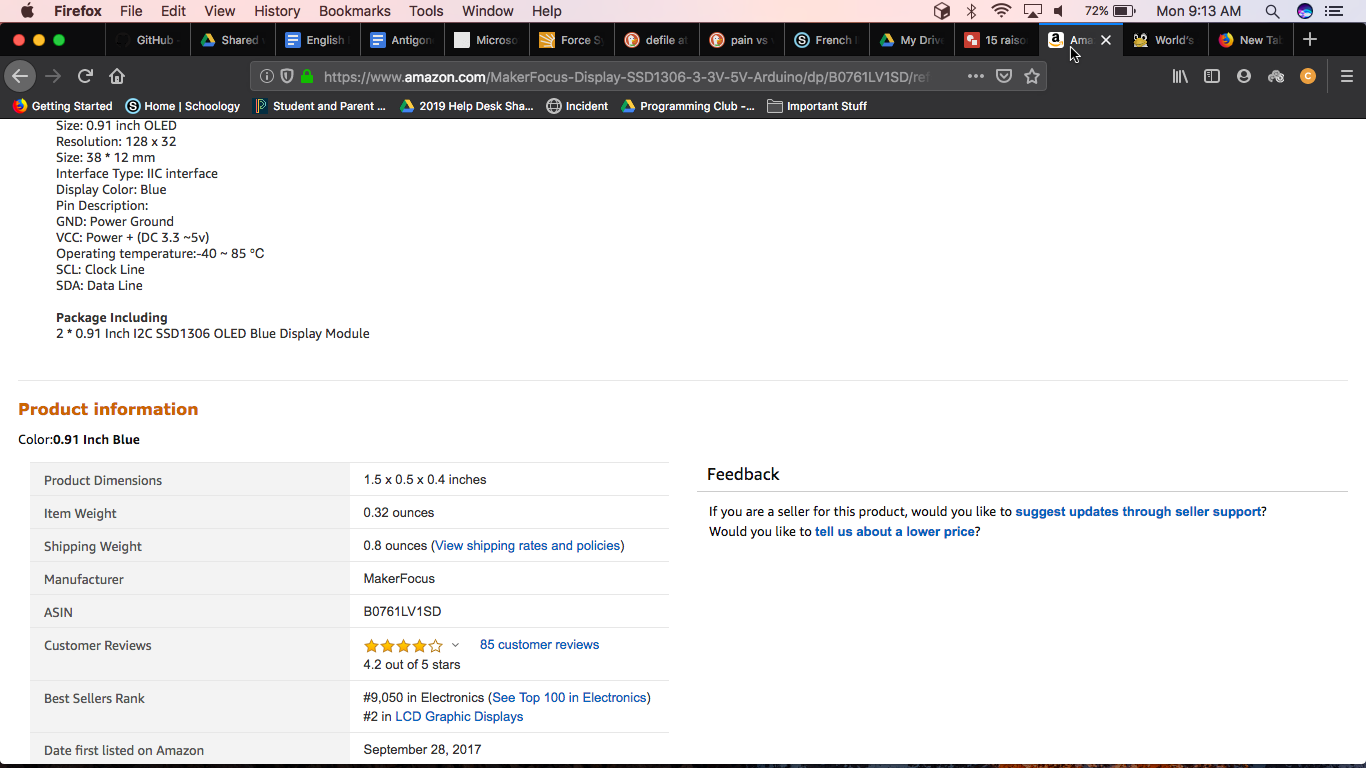 Firefox File Edit View History Bookmarks Tools Window Help 72% Mon 9:13 AM
GitHub Shared English Antigon Microso Force Sy defile a pain vs French My Drive 15 raiso Ama World's New Ta
https://www.amazon.com/MakerFocus-Display-SSD1306-3-3V-5V-Arduino/dp/B0761LV1SD/ref
Getting Started Home | Schoology Student and Parent ... 2019 Help Desk Sha... Incident Programming Club -... Important Stuff
Size: 0.91 inch OLED
Resolution: 128 x 32
Size: 38 * 12 mm
Interface Type: IIC interface
Display Color: Blue
Pin Description:
GND: Power Ground
VCC: Power + (DC 3.3 ~5v)
Operating temperature:-40 ~ 85 ℃
SCL: Clock Line
SDA: Data Line
Package Including
2 * 0.91 Inch I2C SSD1306 OLED Blue Display Module
Product information
Color:0.91 Inch Blue
Product Dimensions 1.5 x 0.5 x 0.4 inches
Item Weight 0.32 ounces
Shipping Weight 0.8 ounces (View shipping rates and policies)
Manufacturer MakerFocus
ASIN B0761LV1SD
Customer Reviews 85 customer reviews
4.2 out of 5 stars
Best Sellers Rank #9,050 in Electronics (See Top 100 in Electronics)
#2 in LCD Graphic Displays
Date first listed on Amazon September 28, 2017
Feedback
If you are a seller for this product, would you like to suggest updates through seller support?
Would you like to tell us about a lower price?